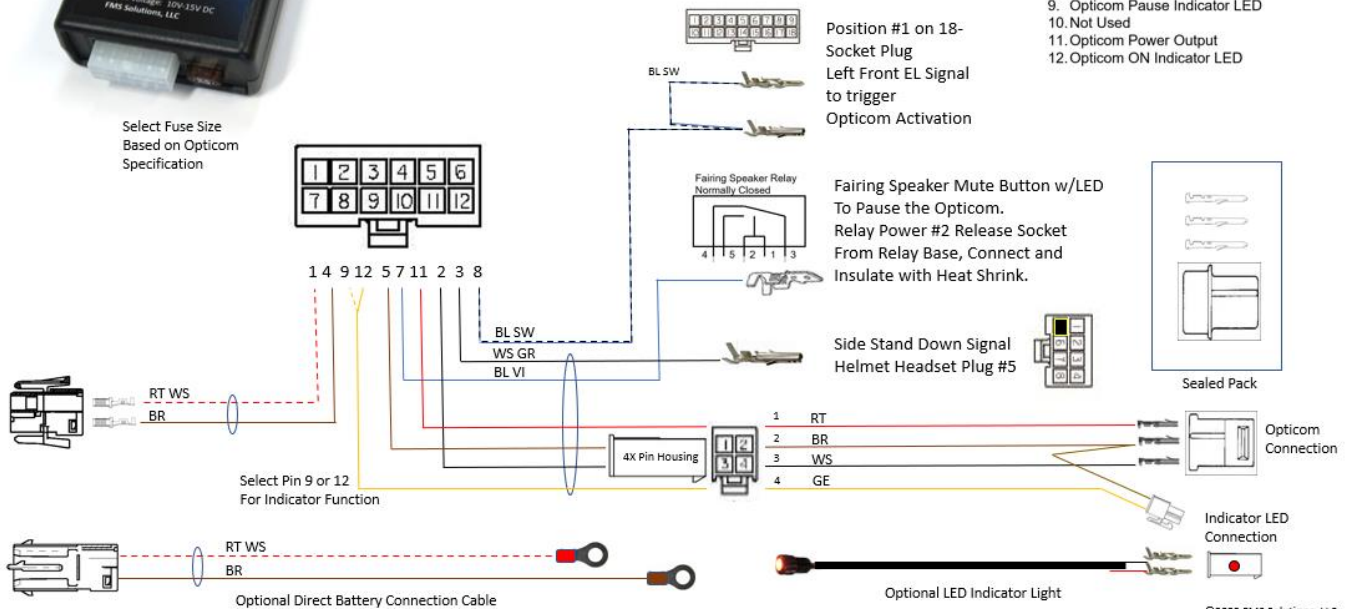 Voltage: 10V-15V DC
FMS Solutions, LLC
9. Opticom Pause Indicator LED
10. Not Used
11. Opticom Power Output
12. Opticom ON Indicator LED
Select Fuse Size
Based on Opticom
Specification
1 2 3 4 5 6 7 8 9
10 11 12 13 14 15 16 17 18
Position #1 on 18-
Socket Plug
Left Front EL Signal
to trigger
Opticom Activation
BL SW
1 2 3 4 5 6
7 8 9 10 11 12
Fairing Speaker Relay
Normally Closed
4 5 2 1 3
Fairing Speaker Mute Button w/LED
To Pause the Opticom.
Relay Power #2 Release Socket
From Relay Base, Connect and
Insulate with Heat Shrink.
1 4 9 12 5 7 11 2 3 8
BL SW
WS GR
BL VI
Side Stand Down Signal
Helmet Headset Plug #5
1
6 2
7 3
8 4
Sealed Pack
RT WS
BR
4X Pin Housing
1 2
3 4
1 RT
2 BR
3 WS
4 GE
Opticom
Connection
Select Pin 9 or 12
For Indicator Function
Indicator LED
Connection
RT WS
BR
Optional Direct Battery Connection Cable
Optional LED Indicator Light